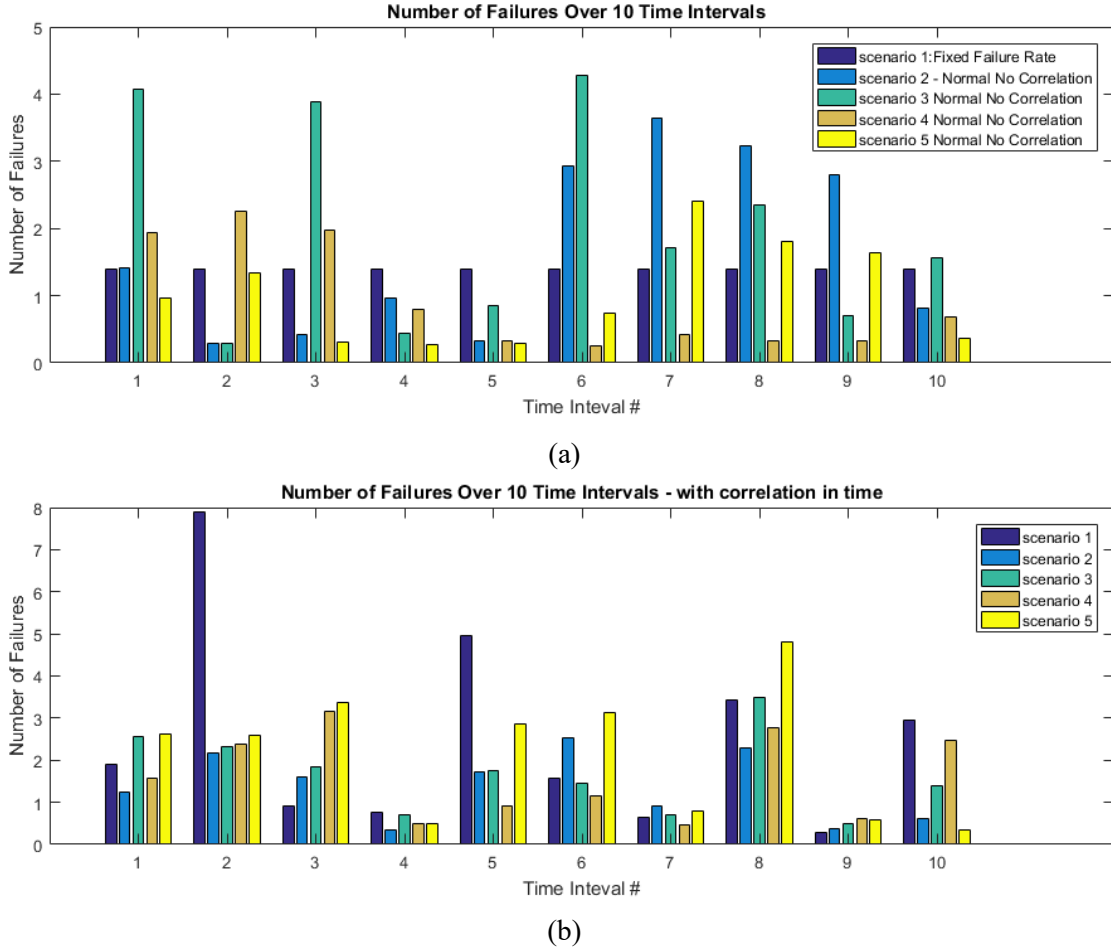 Number of Failures Over 10 Time Intervals
5
4
3
2
1
0
Number of Failures
scenario 1:Fixed Failure Rate
scenario 2 - Normal No Correlation
scenario 3 Normal No Correlation
scenario 4 Normal No Correlation
scenario 5 Normal No Correlation
1 2 3 4 5 6 7 8 9 10
Time Inteval #
(a)
Number of Failures Over 10 Time Intervals - with correlation in time
8
7
6
5
4
3
2
1
0
Number of Failures
scenario 1
scenario 2
scenario 3
scenario 4
scenario 5
1 2 3 4 5 6 7 8 9 10
Time Inteval #
(b)